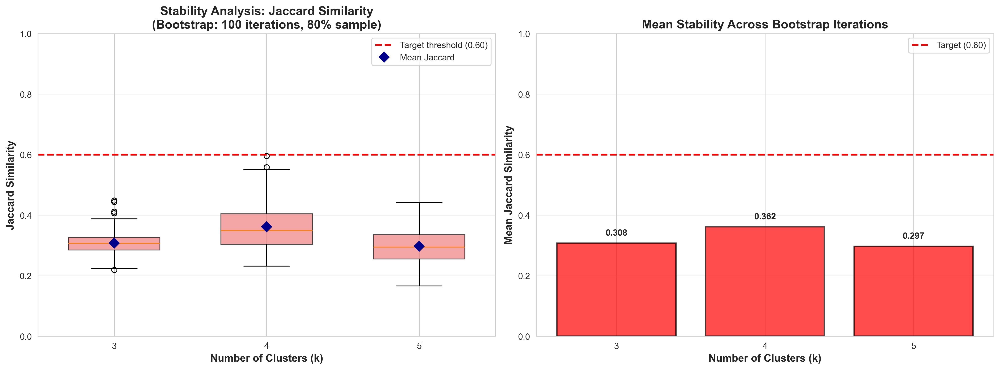 Stability Analysis: Jaccard Similarity
(Bootstrap: 100 iterations, 80% sample)
1.0
0.8
0.6
0.4
0.2
0.0
Jaccard Similarity
Target threshold (0.60)
Mean Jaccard
3
4
5
Number of Clusters (k)
Mean Stability Across Bootstrap Iterations
1.0
0.8
0.6
0.4
0.2
0.0
Mean Jaccard Similarity
Target (0.60)
0.308
0.362
0.297
3
4
5
Number of Clusters (k)